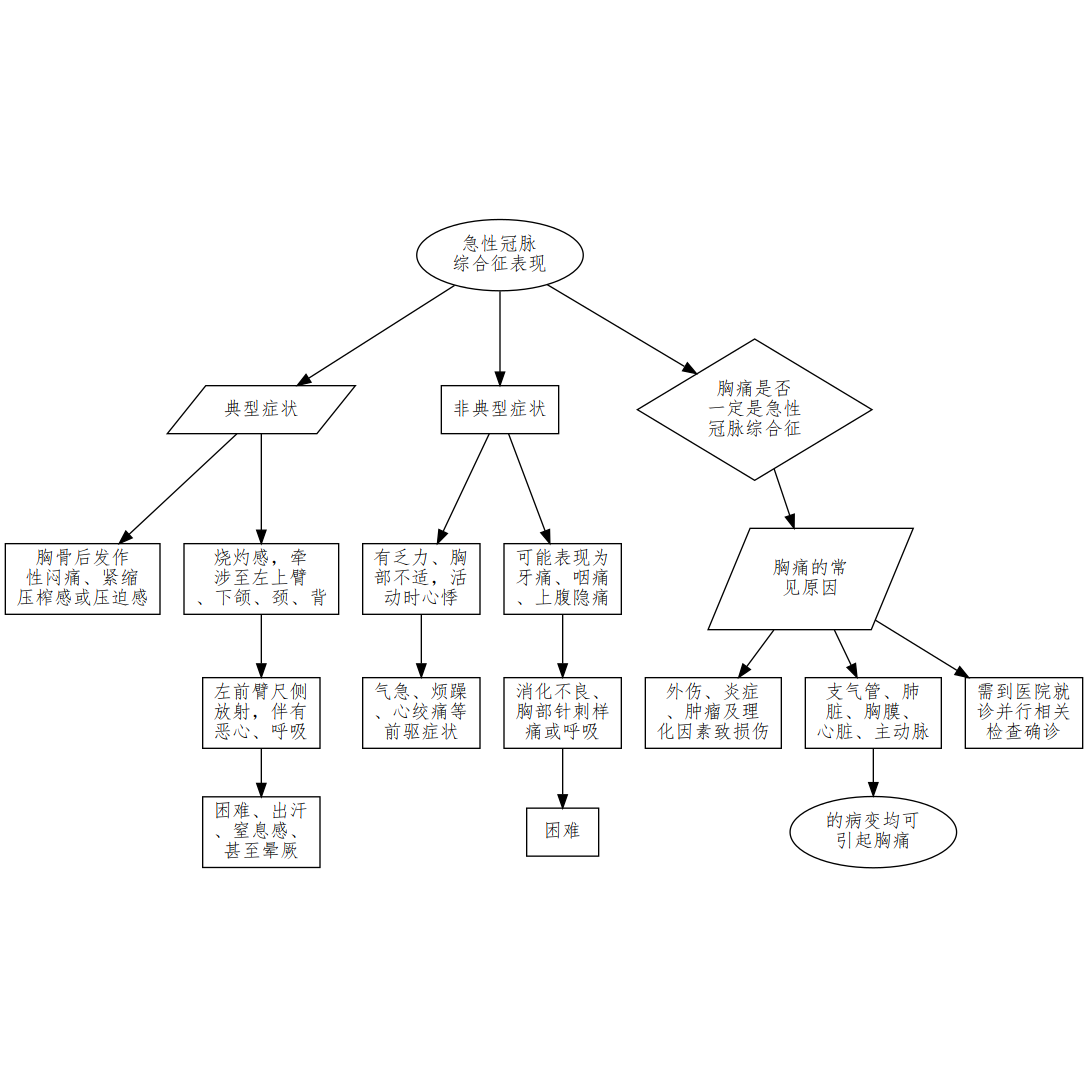 急性冠脉
综合征表现
典型症状
非典型症状
胸痛是否
一定是急性
冠脉综合征
胸骨后发作
性闷痛、紧缩
压榨感或压迫感
烧灼感，牵
涉至左上臂
、下颌、颈、背
有乏力、胸
部不适，活
动时心悸
可能表现为
牙痛、咽痛
、上腹隐痛
胸痛的常
见原因
左前臂尺侧
放射，伴有
恶心、呼吸
气急、烦躁
、心绞痛等
前驱症状
消化不良、
胸部针刺样
痛或呼吸
外伤、炎症
、肿瘤及理
化因素致损伤
支气管、肺
脏、胸膜、
心脏、主动脉
需到医院就
诊并行相关
检查确诊
困难、出汗
、窒息感、
甚至晕厥
困难
的病变均可
引起胸痛